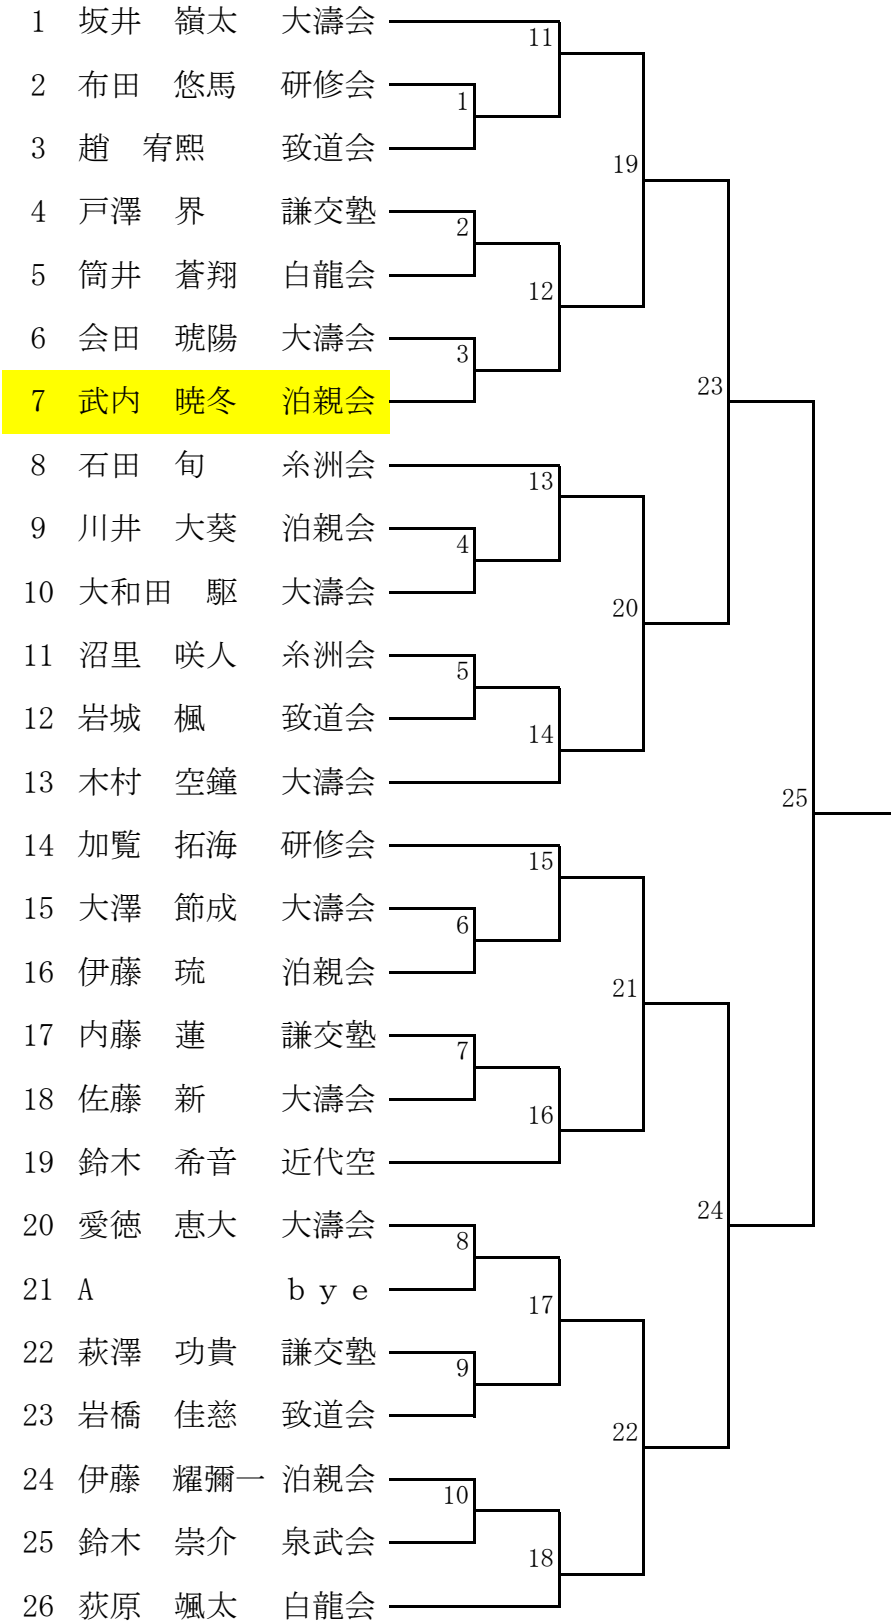 1 坂井 嶺太 大濤会
11
2 布田 悠馬 研修会
1
3 趙 宥熙 致道会
19
4 戸澤 界 謙交塾
2
5 筒井 蒼翔 白龍会
12
6 会田 琥陽 大濤会
3
23
7 武内 暁冬 泊親会
8 石田 旬 糸洲会
13
9 川井 大葵 泊親会
4
10 大和田 駆 大濤会
20
11 沼里 咲人 糸洲会
5
12 岩城 楓 致道会
14
13 木村 空鐘 大濤会
25
14 加覧 拓海 研修会
15
15 大澤 節成 大濤会
6
16 伊藤 琉 泊親会
21
17 内藤 蓮 謙交塾
7
18 佐藤 新 大濤会
16
19 鈴木 希音 近代空
24
20 愛徳 恵大 大濤会
8
21 A ｂｙｅ
17
22 萩澤 功貴 謙交塾
9
23 岩橋 佳慈 致道会
22
24 伊藤 耀彌一 泊親会
10
25 鈴木 崇介 泉武会
18
26 荻原 颯太 白龍会